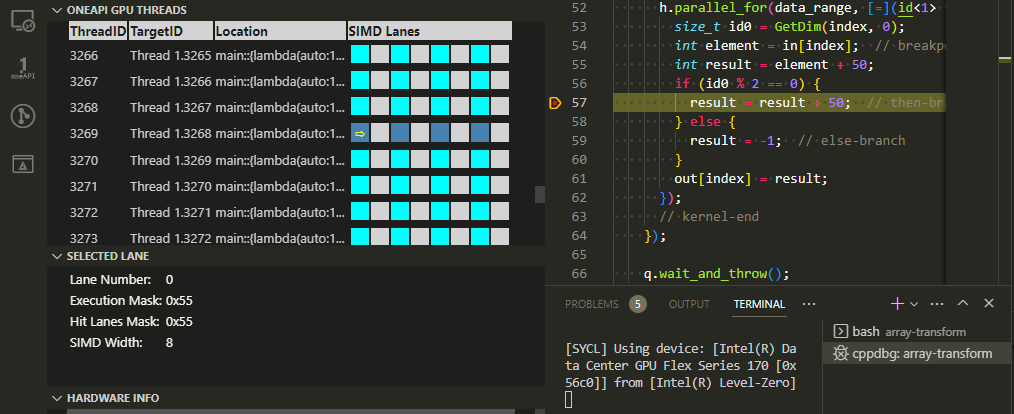 ONEAPI GPU THREADS
ThreadID TargetID Location SIMD Lanes
3266 Thread 1.3265 main::{lambda(auto:1...
3267 Thread 1.3266 main::{lambda(auto:1...
3268 Thread 1.3267 main::{lambda(auto:1...
3269 Thread 1.3268 main::{lambda(auto:1...
3270 Thread 1.3269 main::{lambda(auto:1...
3271 Thread 1.3270 main::{lambda(auto:1...
3272 Thread 1.3271 main::{lambda(auto:1...
3273 Thread 1.3272 main::{lambda(auto:1...
1
oneAPI
SELECTED LANE
Lane Number: 0
Execution Mask: 0x55
Hit Lanes Mask: 0x55
SIMD Width: 8
HARDWARE INFO
52 h.parallel_for(data_range, [=](id<1>
53 size_t id0 = GetDim(index, 0);
54 int element = in[index]; // breakp
55 int result = element + 50;
56 if (id0 % 2 == 0) {
57 result = result + 50; // then-br
58 } else {
59 result = -1; // else-branch
60 }
61 out[index] = result;
62 });
63 // kernel-end
64 });
65
66 q.wait_and_throw();
PROBLEMS 5 OUTPUT TERMINAL ...
[SYCL] Using device: [Intel(R) Da
ta Center GPU Flex Series 170 [0x
56c0]] from [Intel(R) Level-Zero]
bash array-transform
cppdbg: array-transform